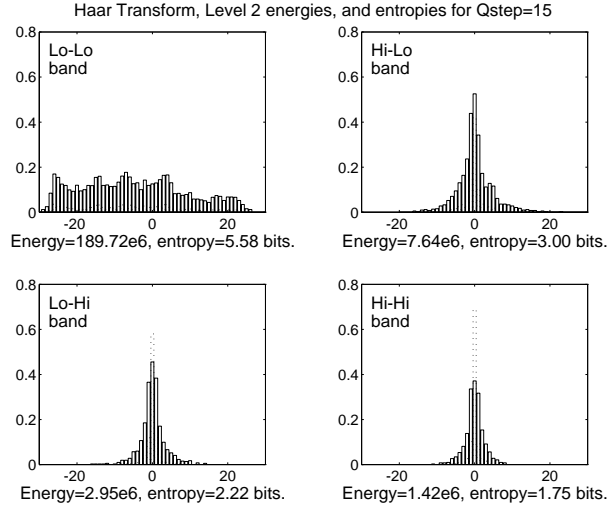 Haar Transform, Level 2 energies, and entropies for Qstep=15
0.8
0.6
0.4
0.2
0
-20
0
20
Lo-Lo
band
Energy=189.72e6, entropy=5.58 bits.
0.8
0.6
0.4
0.2
0
-20
0
20
Hi-Lo
band
Energy=7.64e6, entropy=3.00 bits.
0.8
0.6
0.4
0.2
0
-20
0
20
Lo-Hi
band
Energy=2.95e6, entropy=2.22 bits.
0.8
0.6
0.4
0.2
0
-20
0
20
Hi-Hi
band
Energy=1.42e6, entropy=1.75 bits.